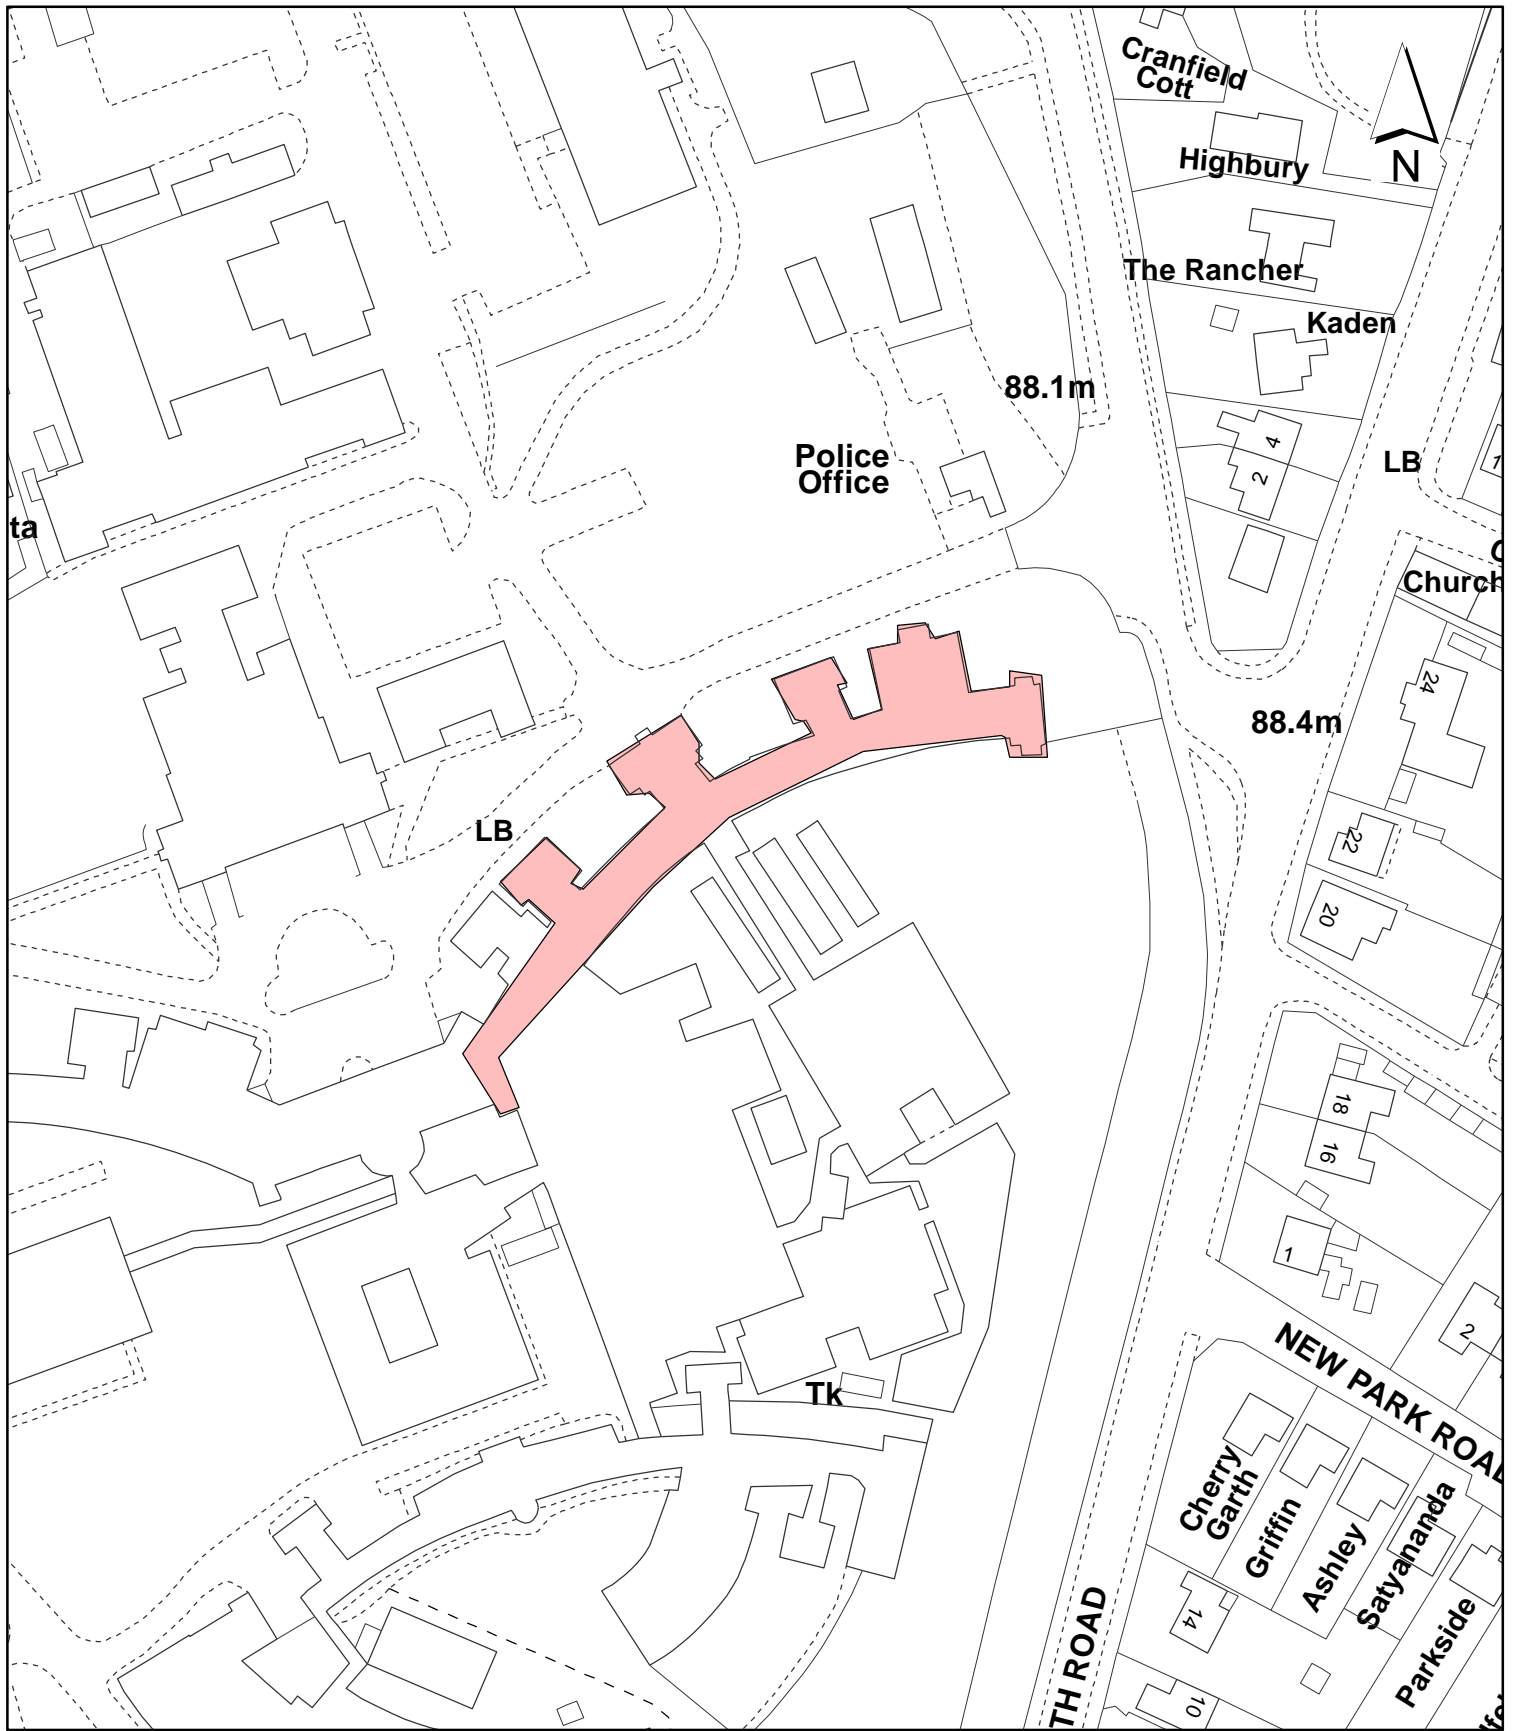 Cranfield
Cott
Highbury
N
The Rancher
Kaden
88.1m
Police
Office
4
2
LB
1
ta
Church
24
88.4m
LB
22
20
18
16
1
2
NEW PARK ROAD
Tk
Cherry
Garth
Griffin
Ashley
Satyananda
Parkside
14
10
TH ROAD